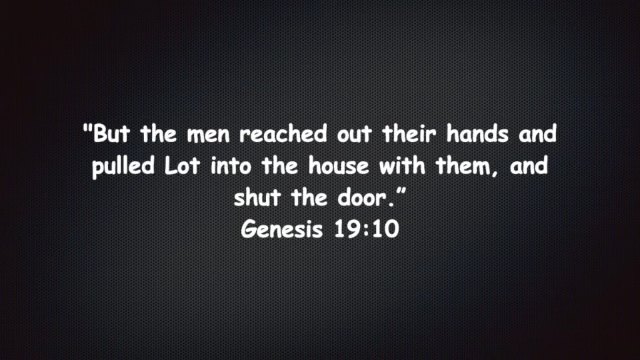 "But the men reached out their hands and
pulled Lot into the house with them, and
shut the door.”
Genesis 19:10